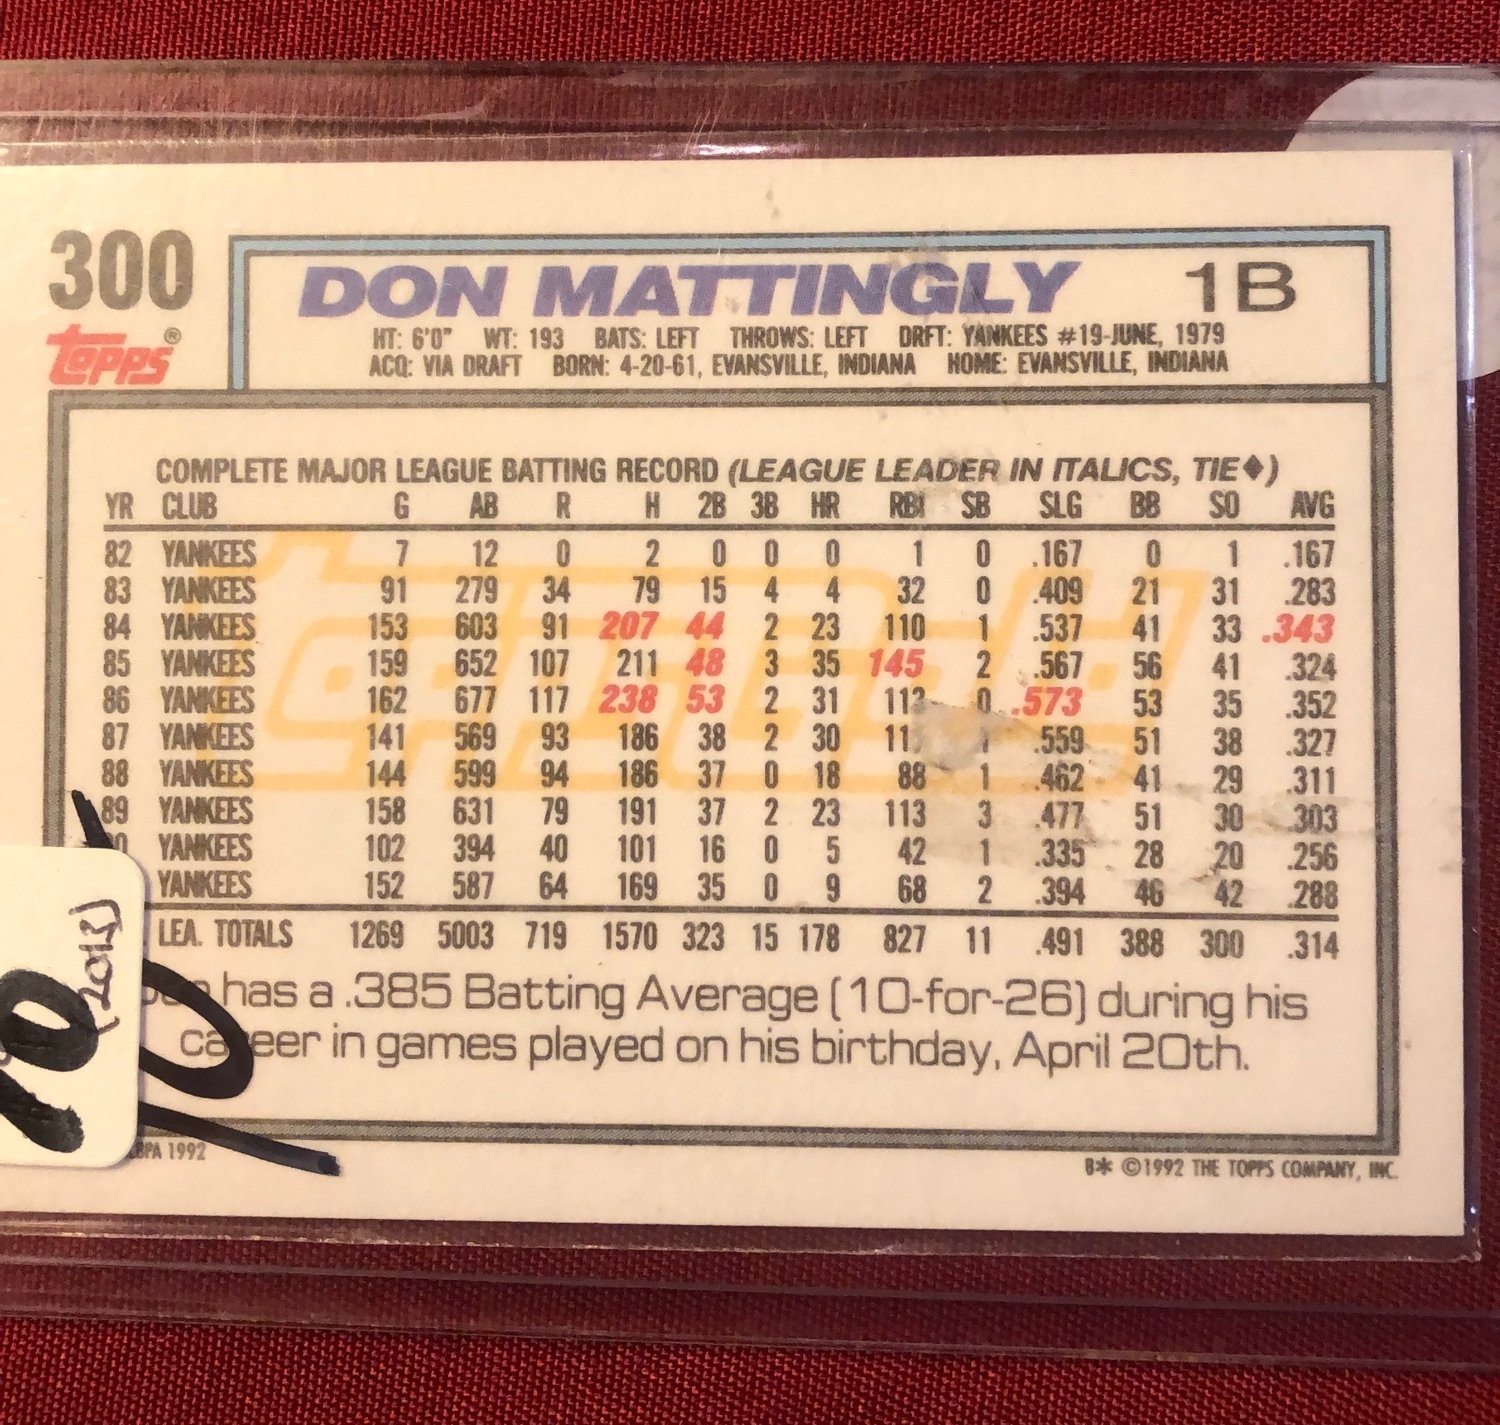 300
Topps®
DON MATTINGLY 1B
HT: 6'0" WT: 193 BATS: LEFT THROWS: LEFT DRFT: YANKEES #19-JUNE, 1979
ACQ: VIA DRAFT BORN: 4-20-61, EVANSVILLE, INDIANA HOME: EVANSVILLE, INDIANA
COMPLETE MAJOR LEAGUE BATTING RECORD (LEAGUE LEADER IN ITALICS, TIE♦)
YR CLUB G AB R H 2B 3B HR RBI SB SLG BB SO AVG
82 YANKEES 7 12 0 2 0 0 0 1 0 .167 0 1 .167
83 YANKEES 91 279 34 79 15 4 4 32 0 .409 21 31 .283
84 YANKEES 153 603 91 207 44 2 23 110 1 .537 41 33 .343
85 YANKEES 159 652 107 211 48 3 35 145 2 .567 56 41 .324
86 YANKEES 162 677 117 238 53 2 31 0 .573 53 35 .352
87 YANKEES 141 569 93 186 38 2 30 .559 51 38 .327
88 YANKEES 144 599 94 186 37 0 18 88 1 .462 41 29 .311
89 YANKEES 158 631 79 191 37 2 23 113 3 .477 51 30 .303
YANKEES 102 394 40 101 16 0 5 42 1 .335 28 20 .256
YANKEES 152 587 64 169 35 0 9 68 2 .394 46 42 .288
LEA. TOTALS 1269 5003 719 1570 323 15 178 827 11 .491 388 300 .314
has a .385 Batting Average (10-for-26) during his
career in games played on his birthday, April 20th.
1992
B* ©1992 THE TOPPS COMPANY, INC.
(2013)
Topps Gold